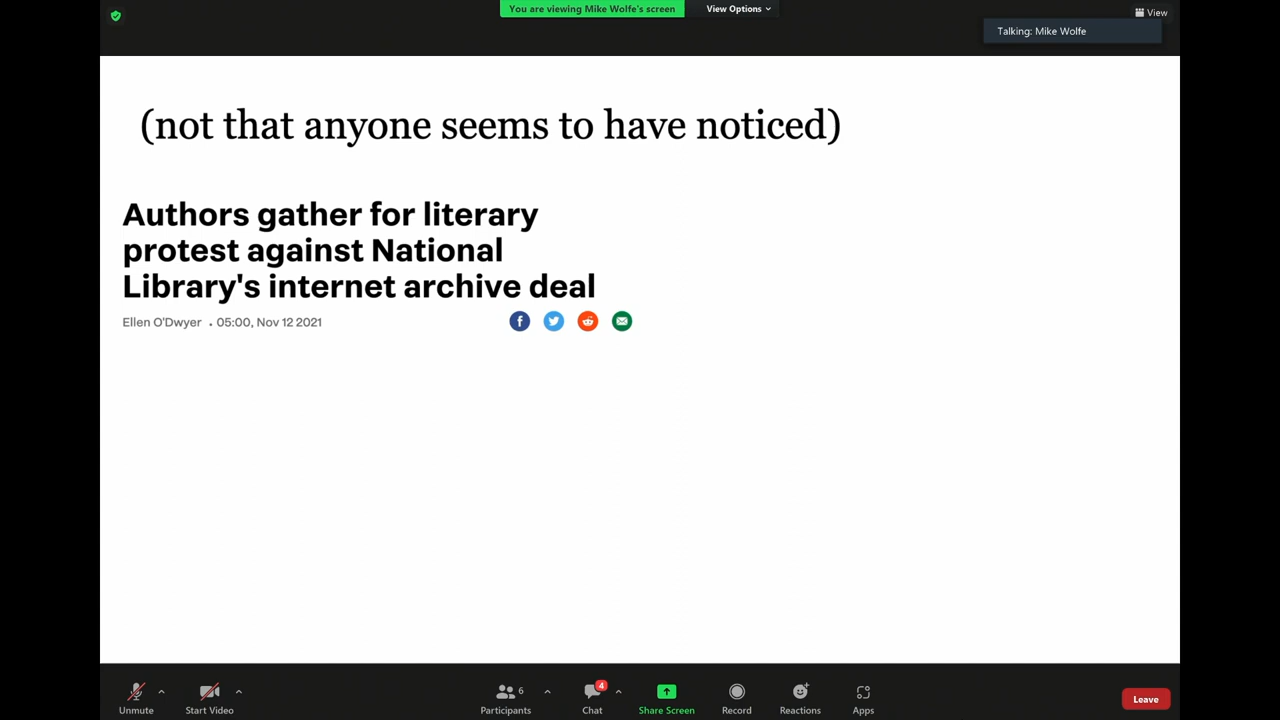 You are viewing Mike Wolfe's screen
View Options
View
Talking: Mike Wolfe
(not that anyone seems to have noticed)
Authors gather for literary
protest against National
Library's internet archive deal
Ellen O'Dwyer • 05:00, Nov 12 2021
Unmute
Start Video
6
Participants
4
Chat
Share Screen
Record
Reactions
Apps
Leave